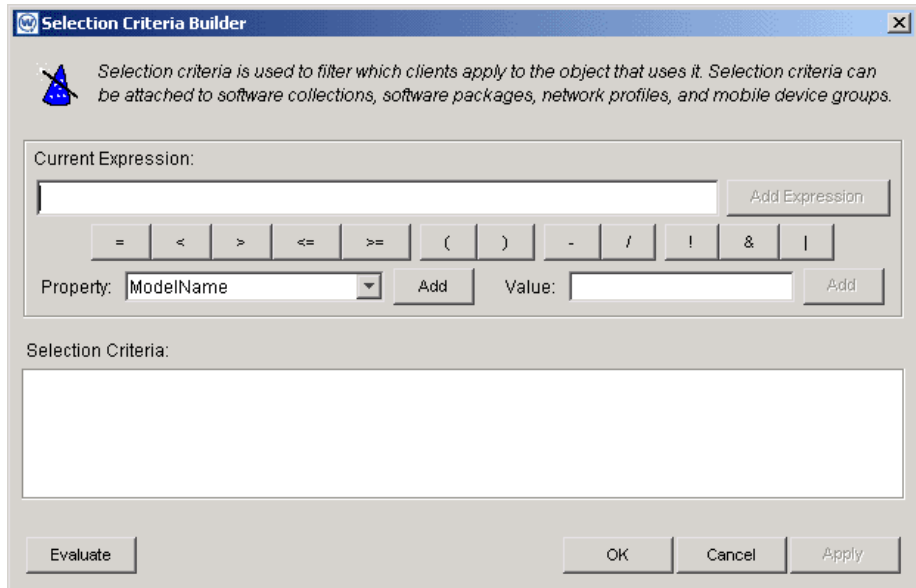 Selection Criteria Builder
Selection criteria is used to filter which clients apply to the object that uses it. Selection criteria can
be attached to software collections, software packages, network profiles, and mobile device groups.
Current Expression:
Add Expression
= < > <= >= ( ) - / ! & |
Property: ModelName Add Value: Add
Selection Criteria:
Evaluate OK Cancel Apply